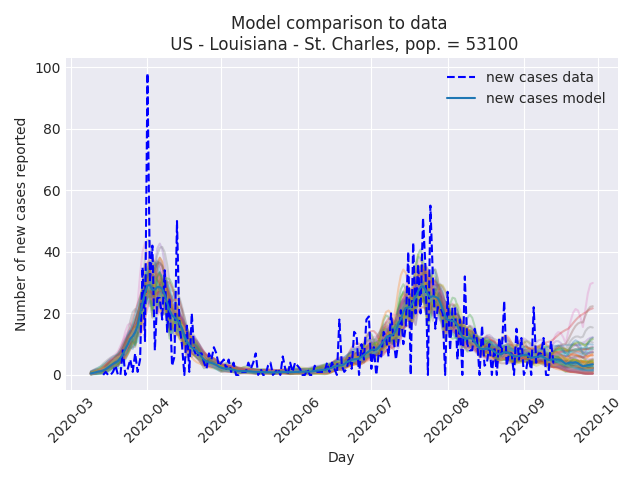 Model comparison to data
US - Louisiana - St. Charles, pop. = 53100
new cases data
new cases model
Number of new cases reported
100
80
60
40
20
0
2020-03
2020-04
2020-05
2020-06
2020-07
2020-08
2020-09
2020-10
Day